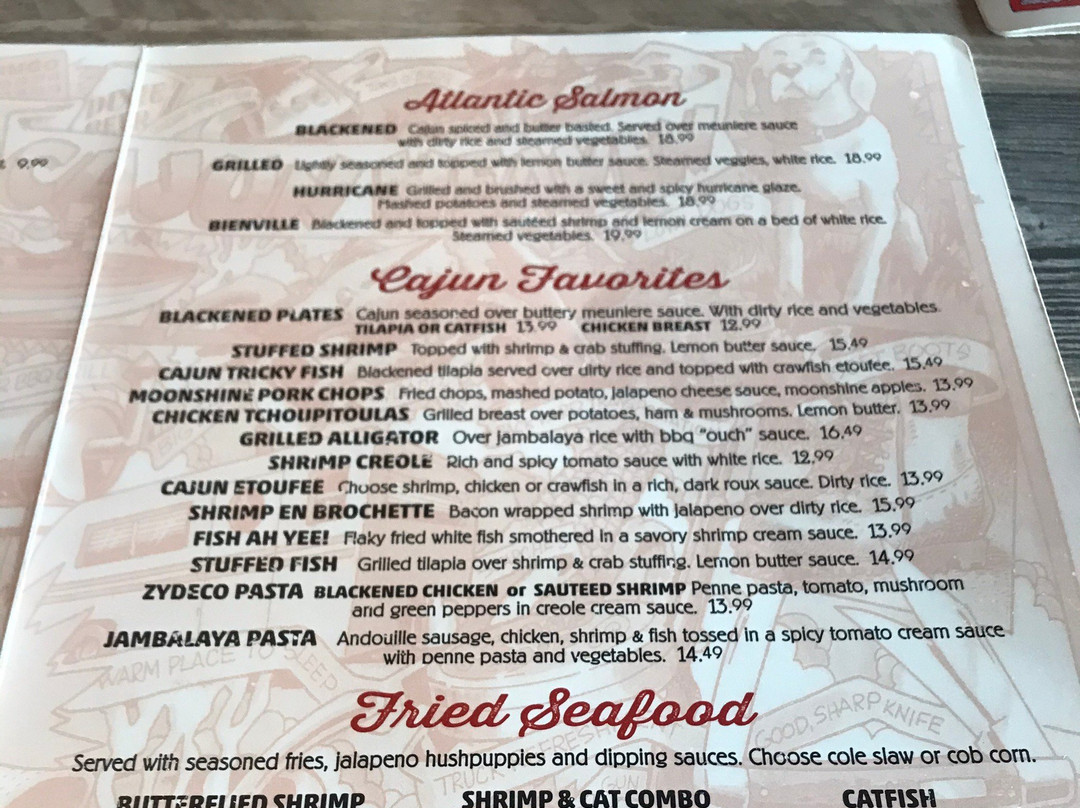 9.99
Atlantic Salmon
BLACKENED Cajun spiced and butter basted. Served over meuniere sauce
with dirty rice and steamed vegetables. 18.99
GRILLED Lightly seasoned and topped with lemon butter sauce. Steamed veggies, white rice. 18.99
HURRICANE Grilled and brushed with a sweet and spicy hurricane glaze.
Mashed potatoes and steamed vegetables. 18.99
BIENVILLE Blackened and topped with sautéed shrimp and lemon cream on a bed of white rice.
Steamed vegetables. 19.99
Cajun Favorites
BLACKENED PLATES Cajun seasoned over buttery meuniere sauce. With dirty rice and vegetables.
TILAPIA OR CATFISH 13.99 CHICKEN BREAST 12.99
STUFFED SHRIMP Topped with shrimp & crab stuffing. Lemon butter sauce. 15.49
CAJUN TRICKY FISH Blackened tilapia served over dirty rice and topped with crawfish etoufee. 15.49
MOONSHINE PORK CHOPS Fried chops, mashed potato, jalapeno cheese sauce, moonshine apples. 13.99
CHICKEN TCHOUPITOULAS Grilled breast over potatoes, ham & mushrooms. Lemon butter. 13.99
GRILLED ALLIGATOR Over jambalaya rice with bbq "ouch" sauce. 16.49
SHRIMP CREOLE Rich and spicy tomato sauce with white rice. 12.99
CAJUN ETOUFEE Choose shrimp, chicken or crawfish in a rich, dark roux sauce. Dirty rice. 13.99
SHRIMP EN BROCHETTE Bacon wrapped shrimp with jalapeno over dirty rice. 15.99
FISH AH YEE! Flaky fried white fish smothered in a savory shrimp cream sauce. 13.99
STUFFED FISH Grilled tilapia over shrimp & crab stuffing. Lemon butter sauce. 14.99
ZYDECO PASTA BLACKENED CHICKEN or SAUTEED SHRIMP Penne pasta, tomato, mushroom
and green peppers in creole cream sauce. 13.99
JAMBALAYA PASTA Andouille sausage, chicken, shrimp & fish tossed in a spicy tomato cream sauce
with penne pasta and vegetables. 14.49
WARM PLACE TO SLEEP
Fried Seafood
GOOD, SHARP KNIFE
Served with seasoned fries, jalapeno hushpuppies and dipping sauces. Choose cole slaw or cob corn.
BUTTERFLIED SHRIMP SHRIMP & CAT COMBO CATFISH